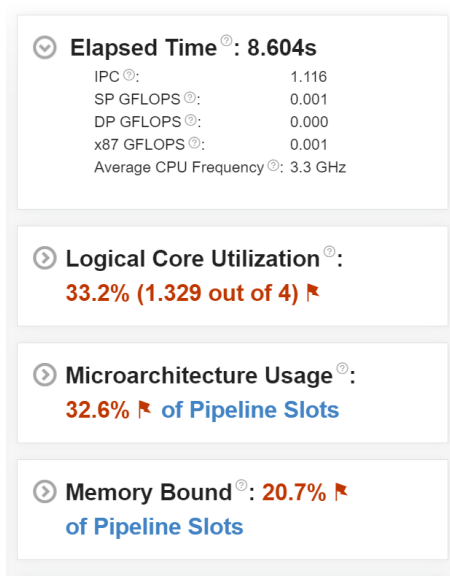 Elapsed Time ?: 8.604s
IPC ?: 1.116
SP GFLOPS ?: 0.001
DP GFLOPS ?: 0.000
x87 GFLOPS ?: 0.001
Average CPU Frequency ?: 3.3 GHz
Logical Core Utilization ?:
33.2% (1.329 out of 4)
Microarchitecture Usage ?:
32.6% of Pipeline Slots
Memory Bound ?: 20.7%
of Pipeline Slots